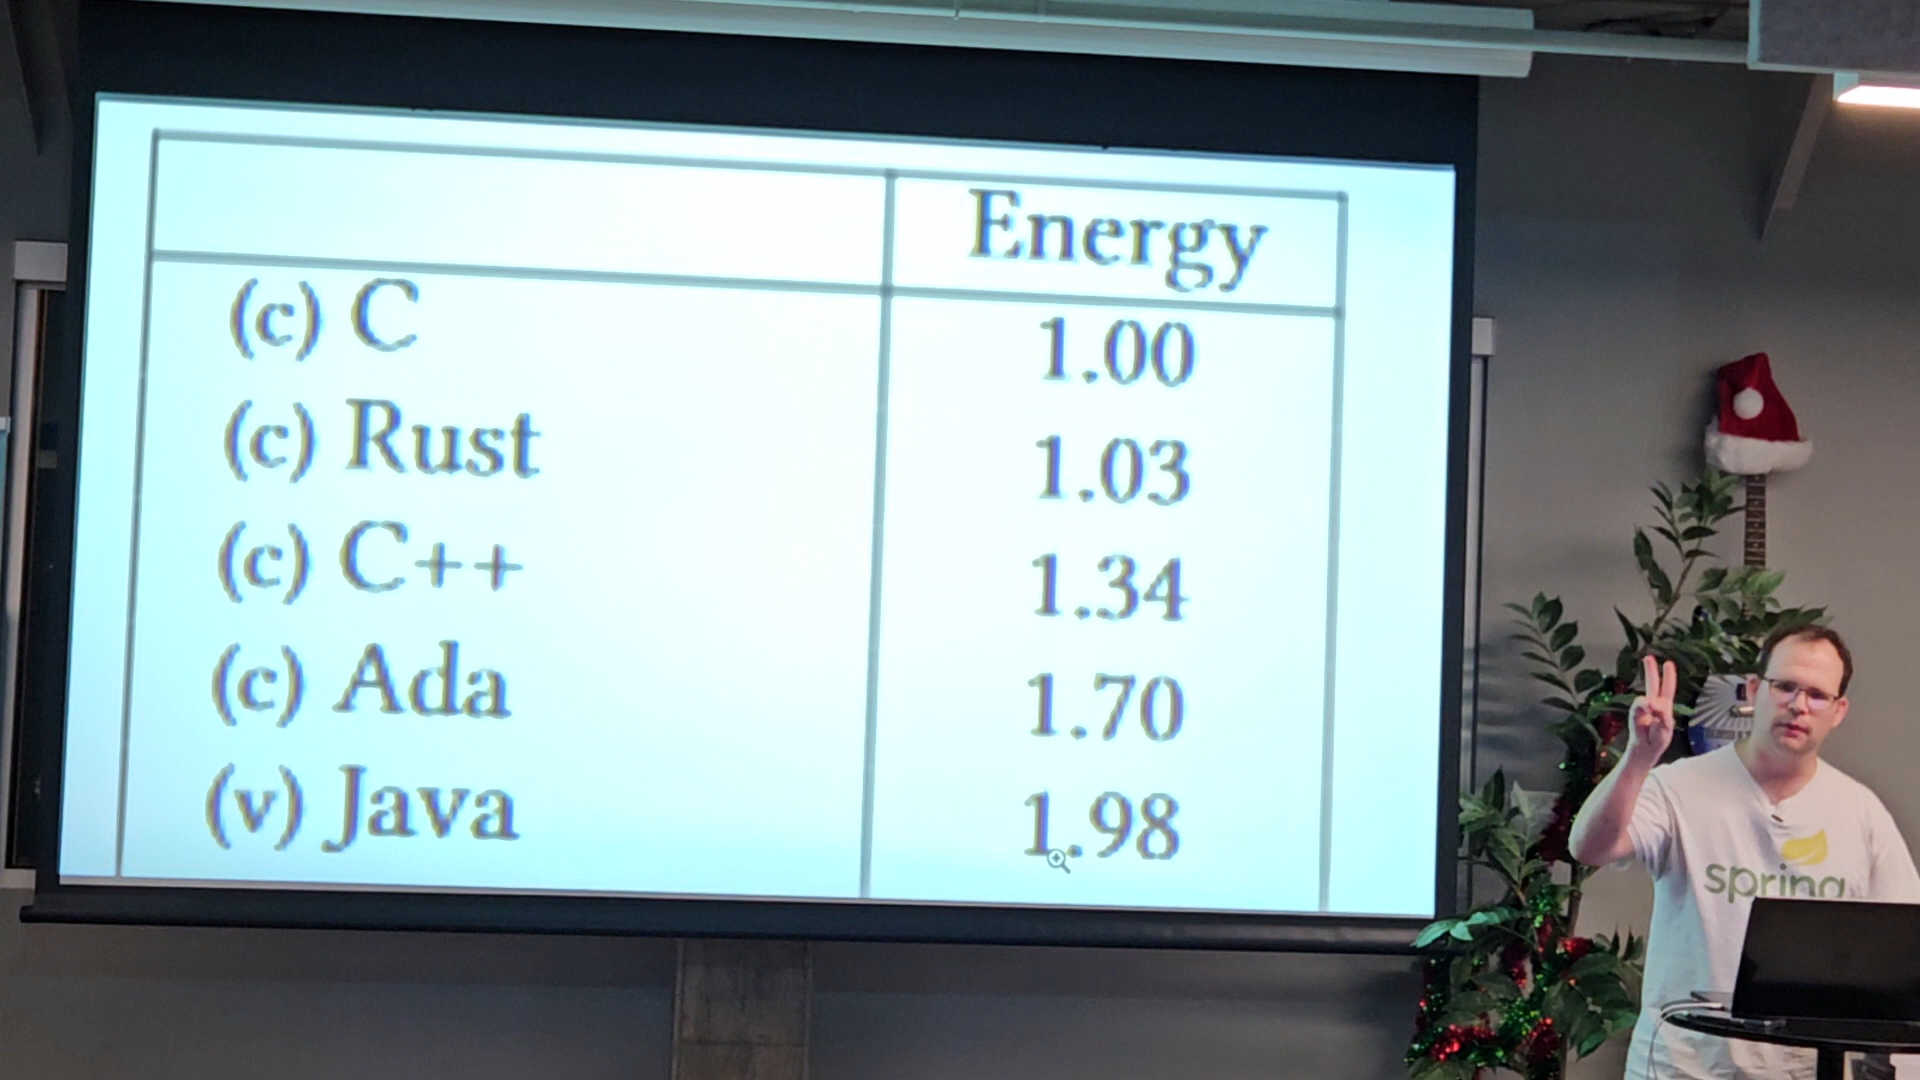 Energy
(c) C 1.00
(c) Rust 1.03
(c) C++ 1.34
(c) Ada 1.70
(v) Java 1.98
spring